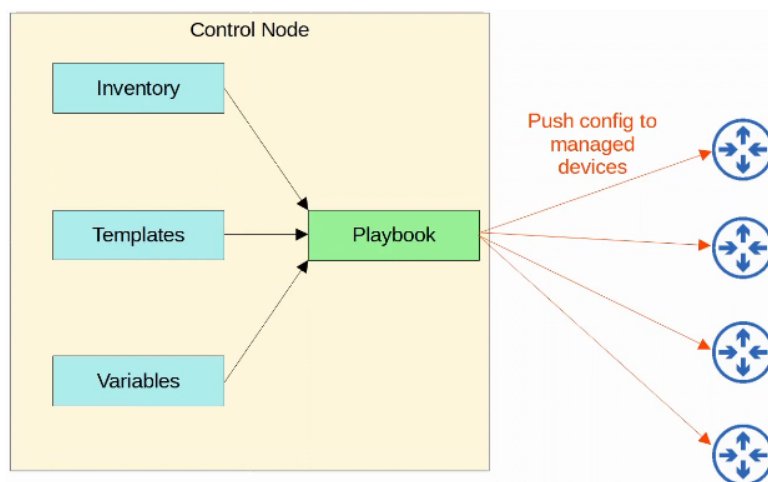 Control Node
Inventory
Push config to
managed
devices
Templates
Playbook
Variables